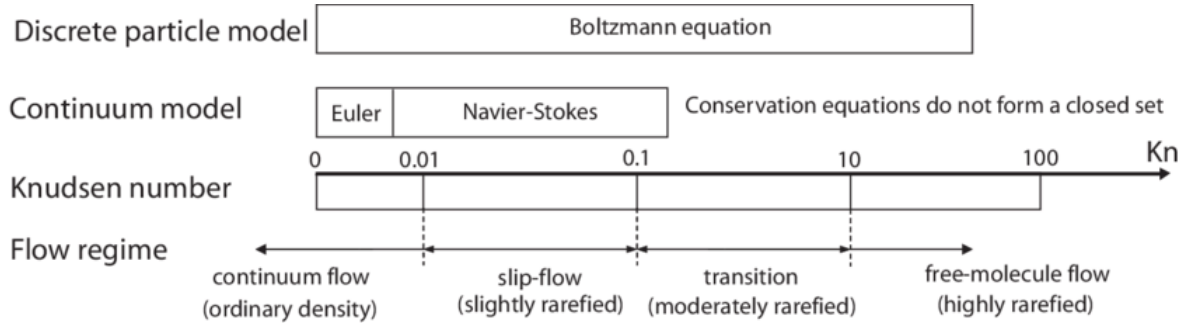 Discrete particle model
Boltzmann equation
Continuum model
Euler
Navier-Stokes
Conservation equations do not form a closed set
0
0.01
0.1
10
100
Kn
Knudsen number
Flow regime
continuum flow
(ordinary density)
slip-flow
(slightly rarefied)
transition
(moderately rarefied)
free-molecule flow
(highly rarefied)